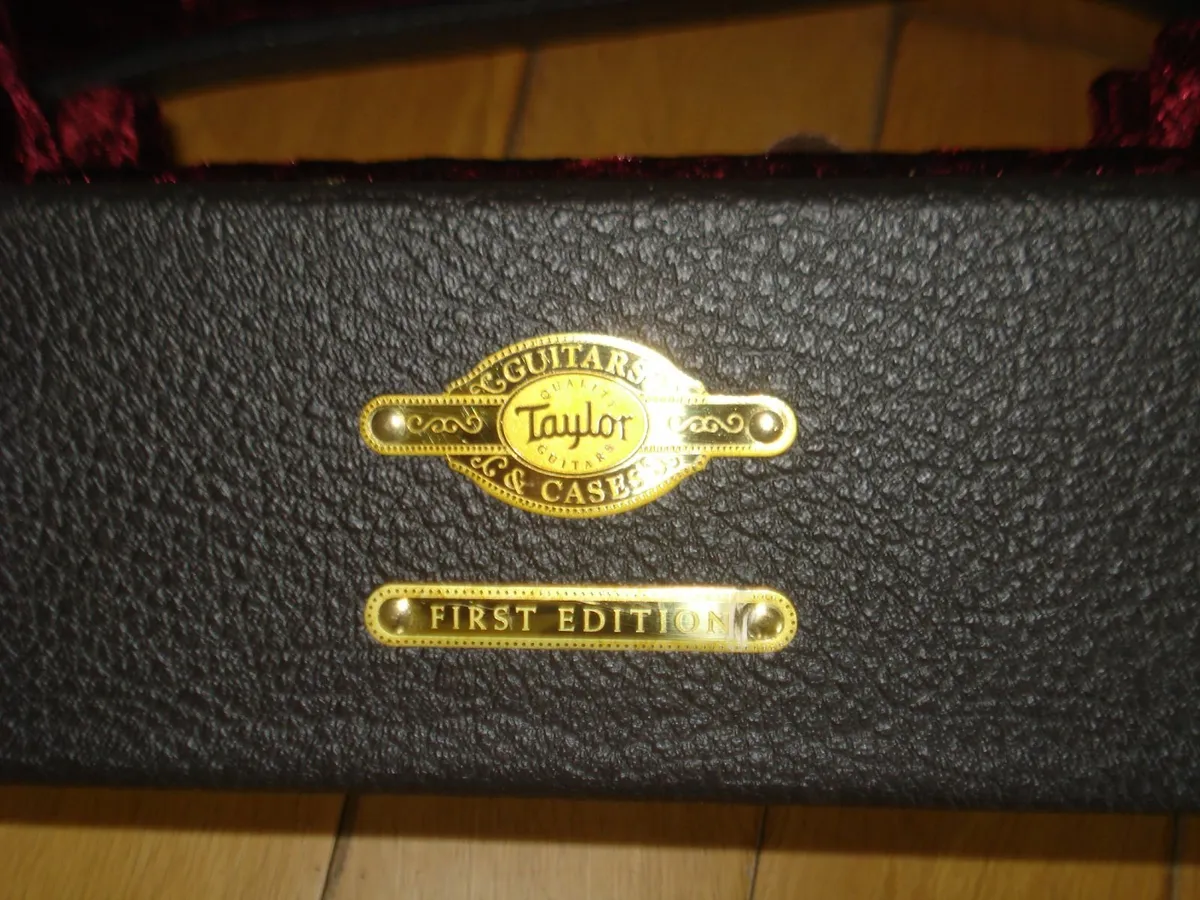 GUITARS
QUALITY
Taylor
GUITARS
& CASES
FIRST EDITION